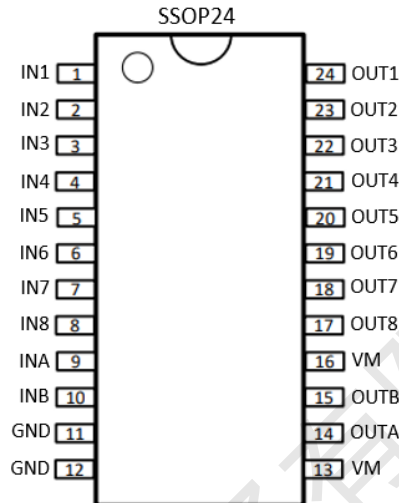 SSOP24
IN1 1 24 OUT1
IN2 2 23 OUT2
IN3 3 22 OUT3
IN4 4 21 OUT4
IN5 5 20 OUT5
IN6 6 19 OUT6
IN7 7 18 OUT7
IN8 8 17 OUT8
INA 9 16 VM
INB 10 15 OUTB
GND 11 14 OUTA
GND 12 13 VM